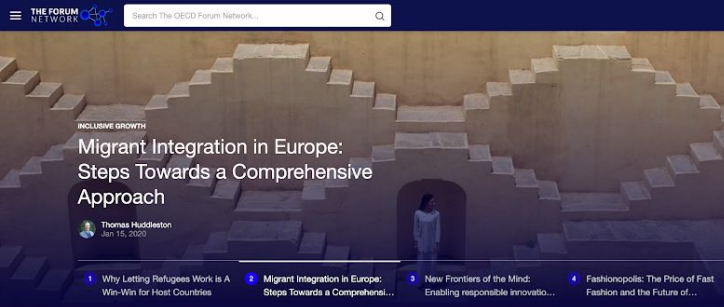 THE FORUM
NETWORK
Search The OECD Forum Network...
INCLUSIVE GROWTH
Migrant Integration in Europe:
Steps Towards a Comprehensive
Approach
Thomas Huddleston
Jan 15, 2020
1 Why Letting Refugees Work is A
Win-Win for Host Countries
2 Migrant Integration in Europe:
Steps Towards a Comprehensi...
3 New Frontiers of the Mind:
Enabling responsible innovatio...
4 Fashionopolis: The Price of Fast
Fashion and the Future of...